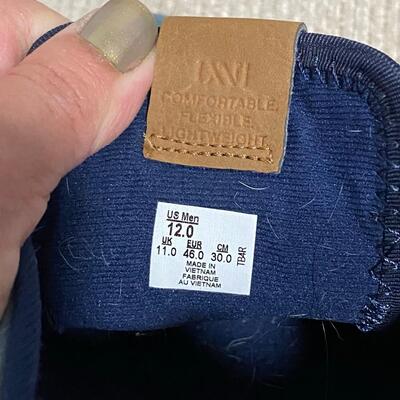 COMFORTABLE.
FLEXIBLE.
LIGHTWEIGHT.
US Men
12.0
UK EUR CM
11.0 46.0 30.0
MADE IN
VIETNAM
FABRIQUE
AU VIETNAM
TB4R